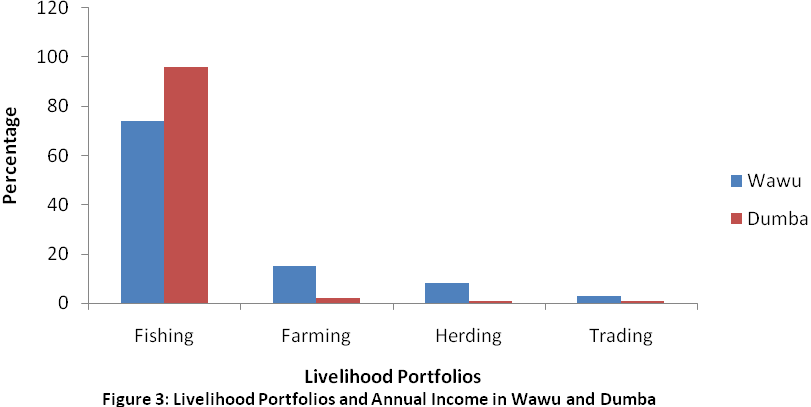 120
100
80
60
40
20
0
Percentage
Fishing
Farming
Herding
Trading
Livelihood Portfolios
Wawu
Dumba
Figure 3: Livelihood Portfolios and Annual Income in Wawu and Dumba